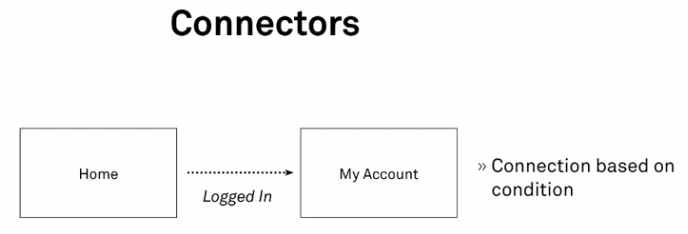 Connectors
Home
Logged In
My Account
» Connection based on
condition